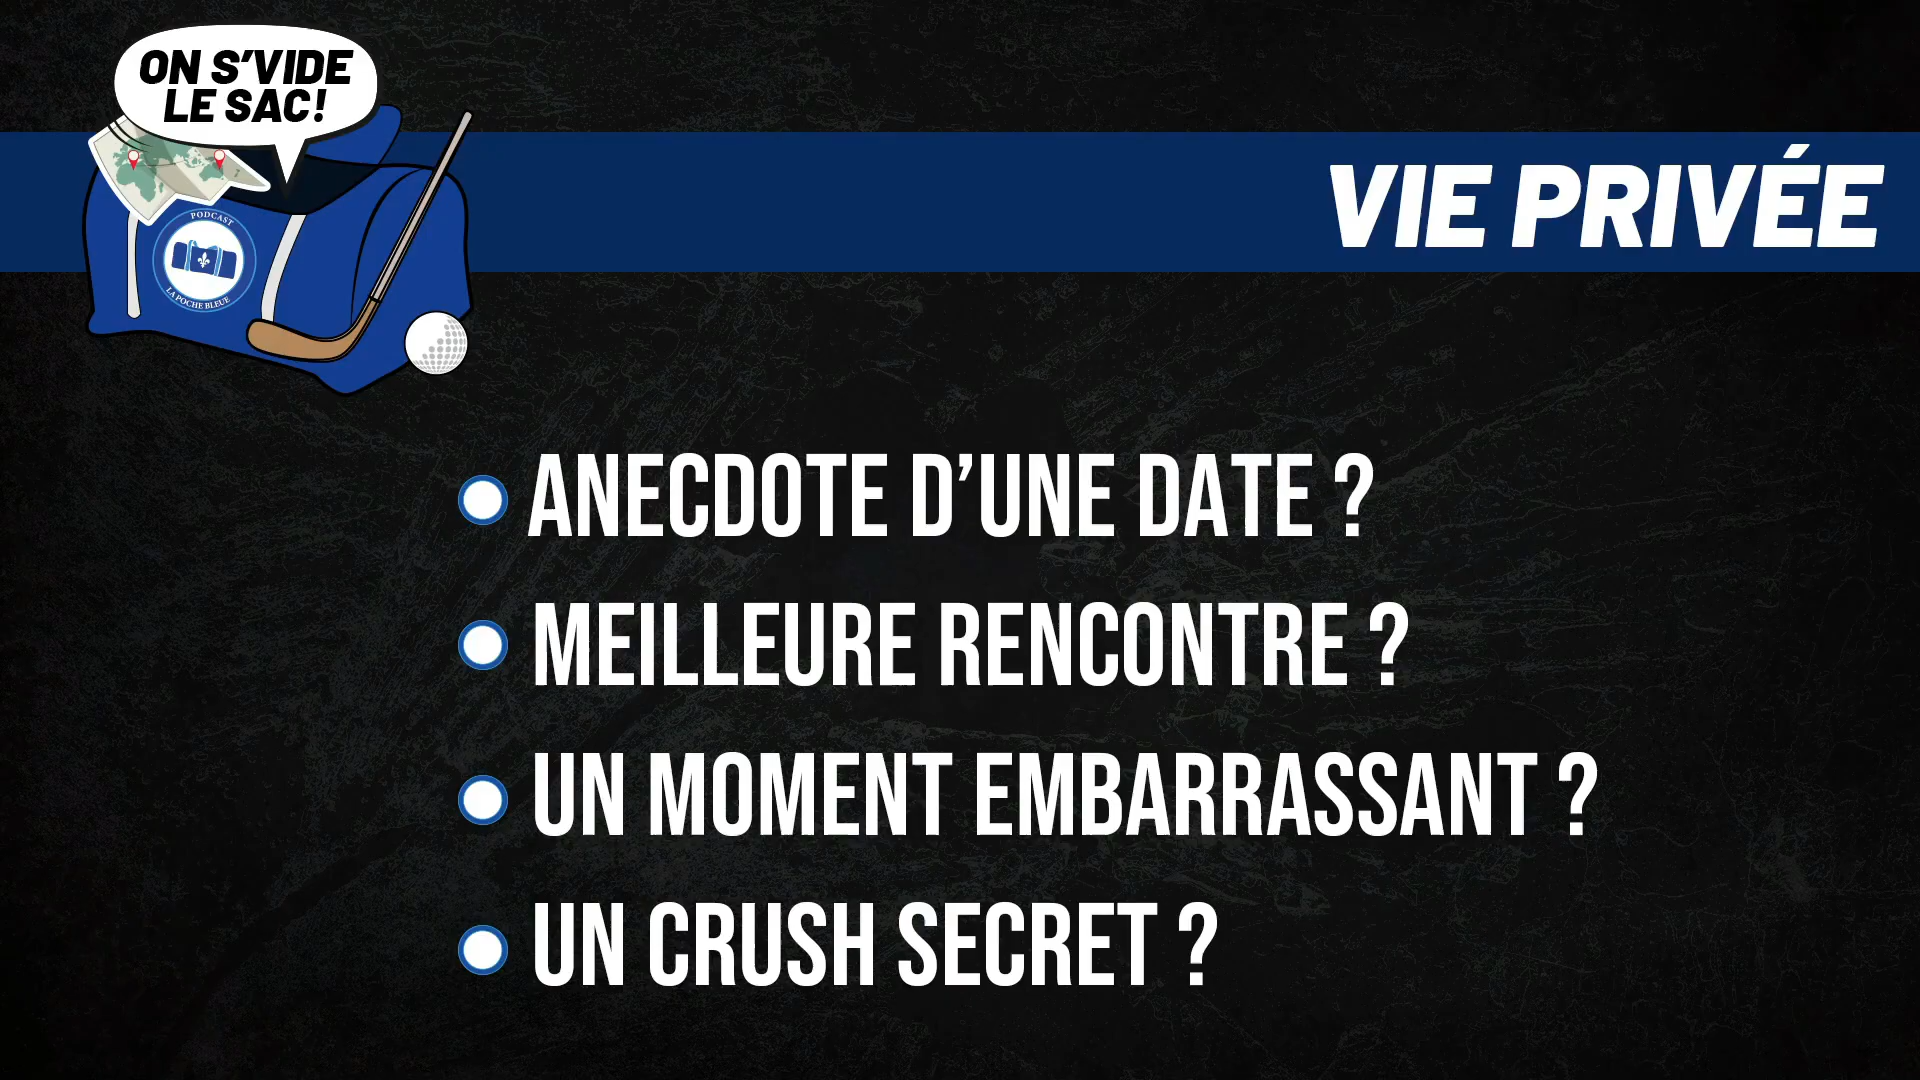 ON S'VIDE
LE SAC!
PODCAST
LA POCHE BLEUE
VIE PRIVÉE
ANECDOTE D'UNE DATE ?
MEILLEURE RENCONTRE ?
UN MOMENT EMBARRASSANT ?
UN CRUSH SECRET ?